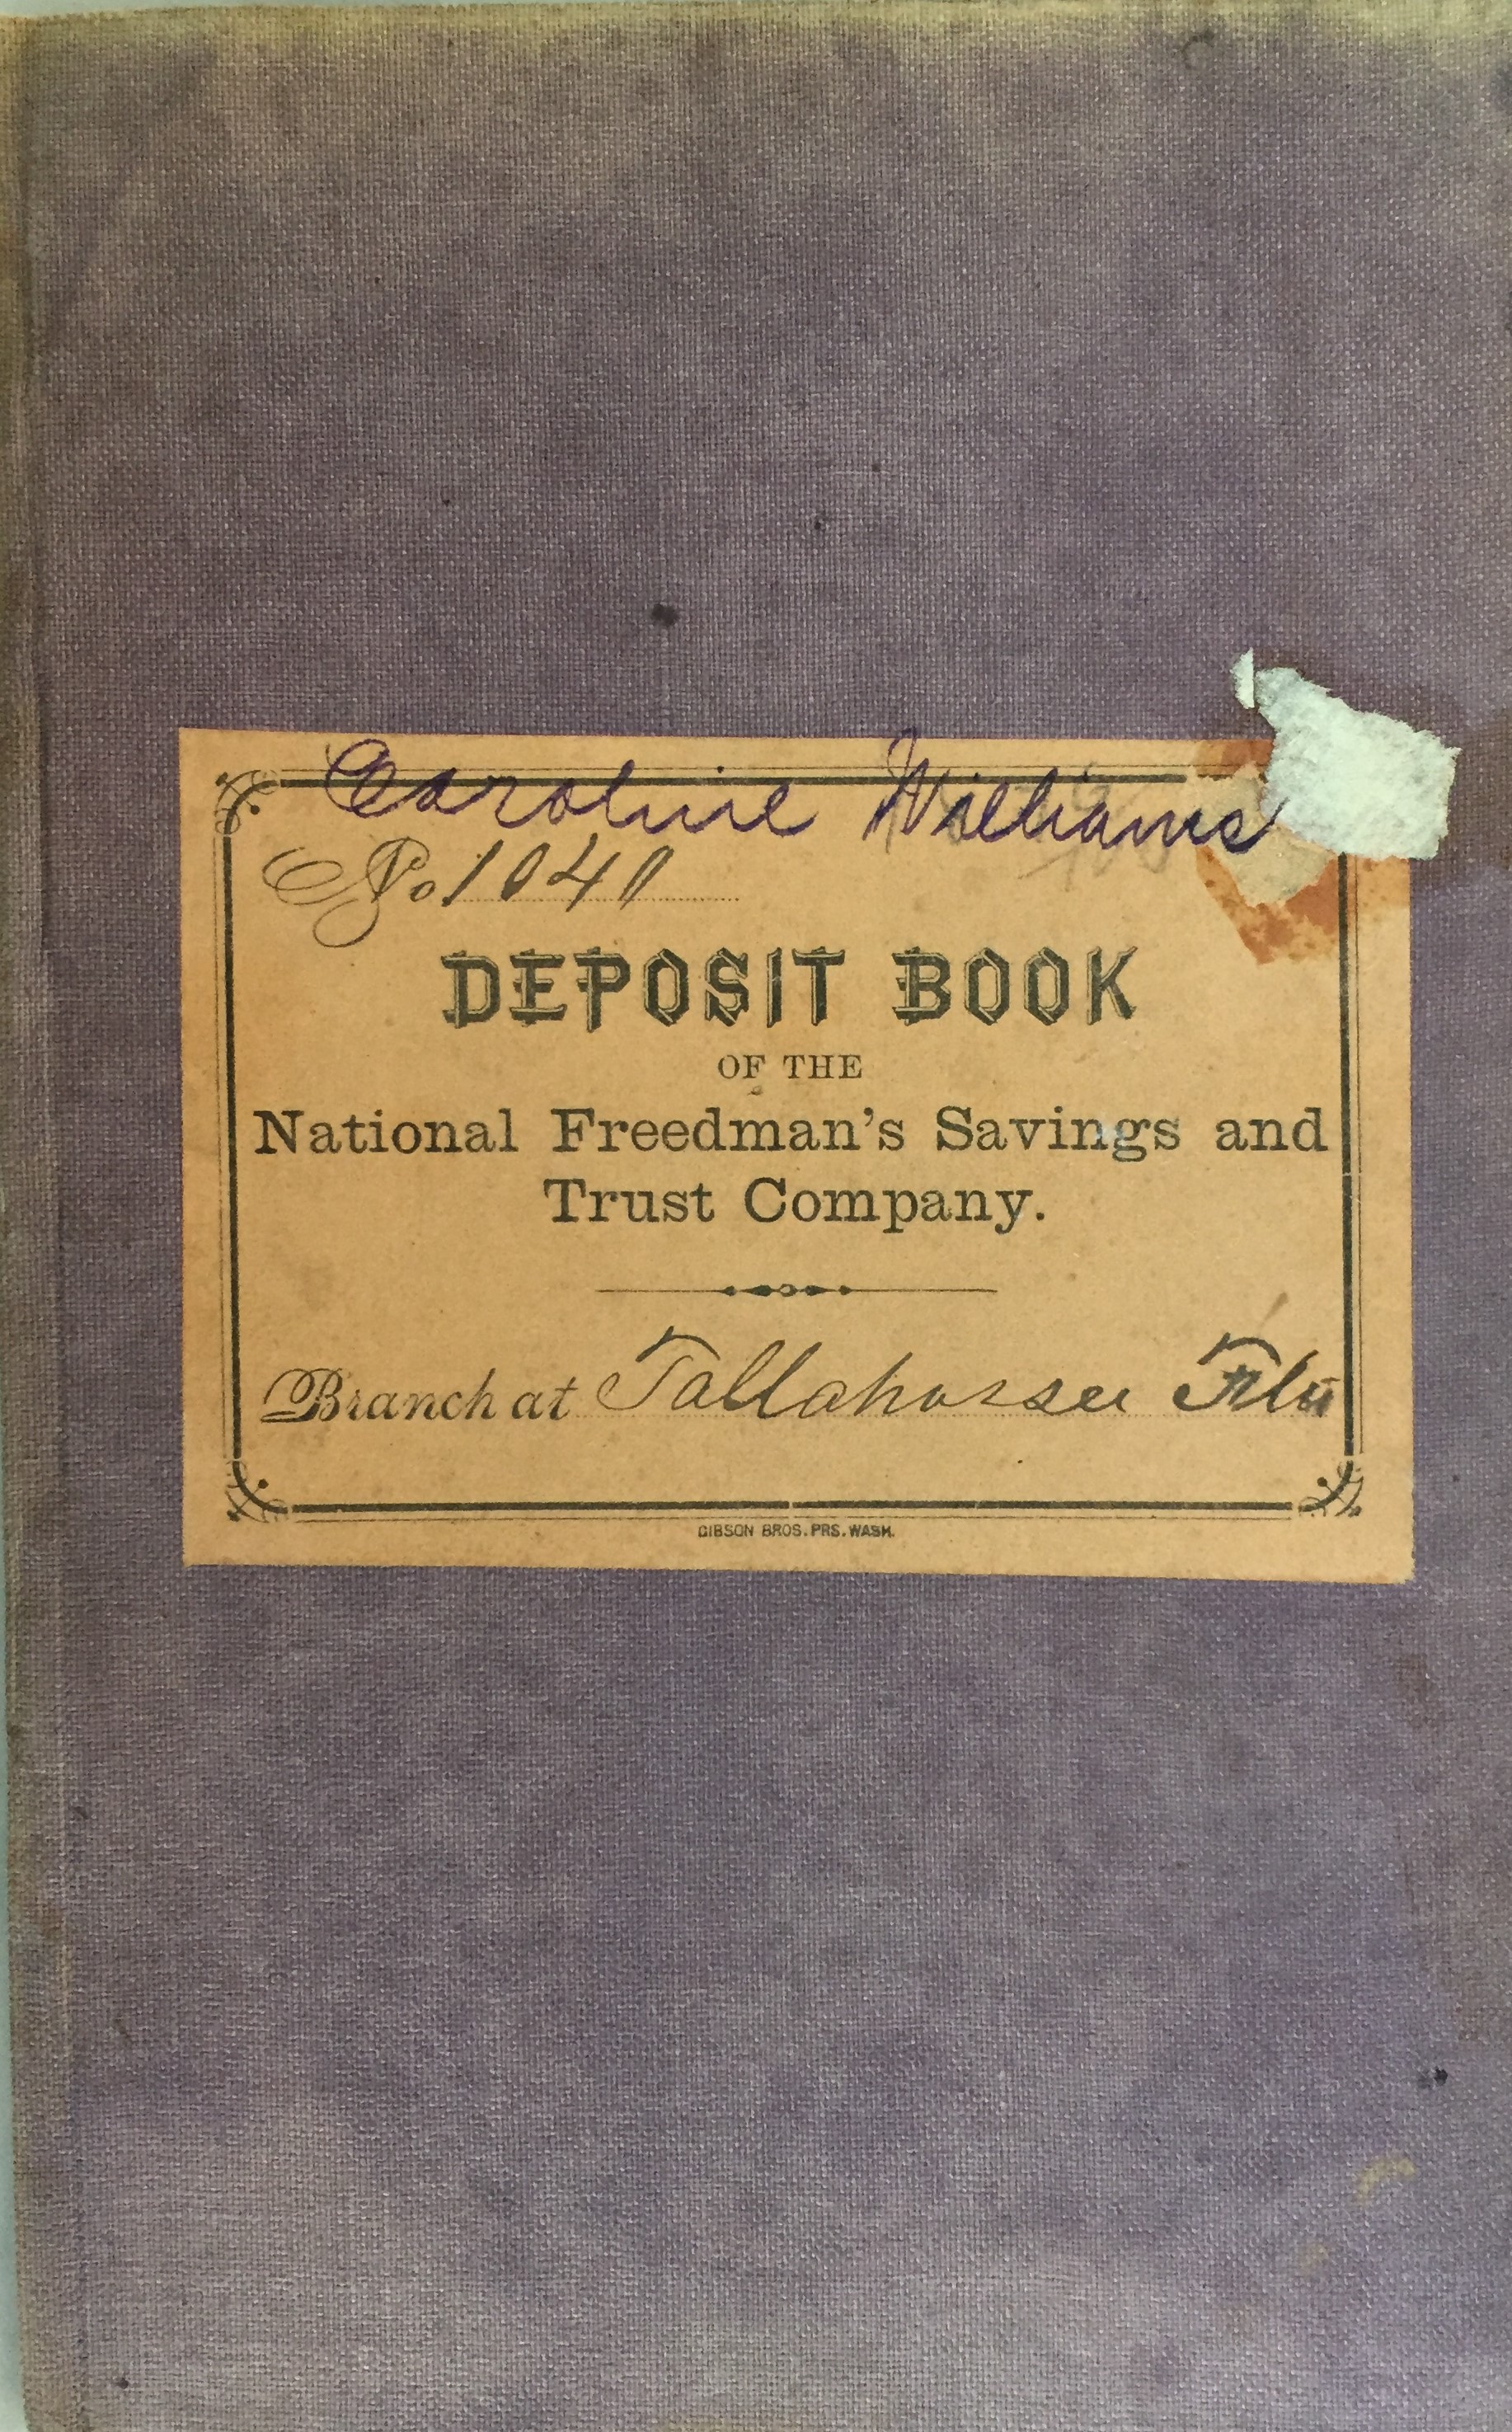 Caroline Williams
No 1040
DEPOSIT BOOK
OF THE
National Freedman's Savings and
Trust Company.
Branch at Tallahassee Fla
GIBSON BROS. PRS. WASH.